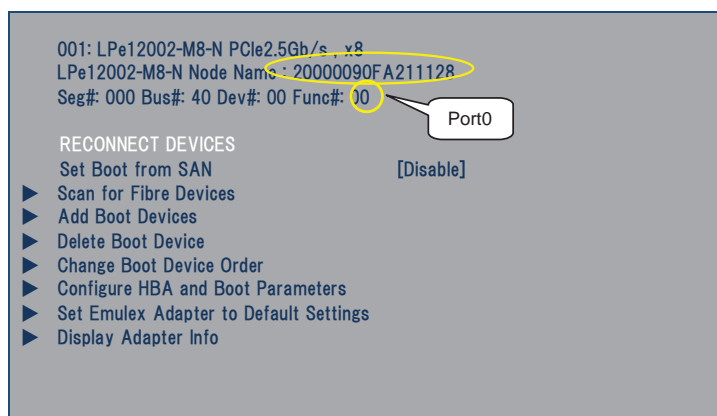 001: LPe12002-M8-N PCIe2.5Gb/s , x8
LPe12002-M8-N Node Name : 20000090FA211128
Seg#: 000 Bus#: 40 Dev#: 00 Func#: 00
Port0
RECONNECT DEVICES
Set Boot from SAN [Disable]
Scan for Fibre Devices
Add Boot Devices
Delete Boot Device
Change Boot Device Order
Configure HBA and Boot Parameters
Set Emulex Adapter to Default Settings
Display Adapter Info